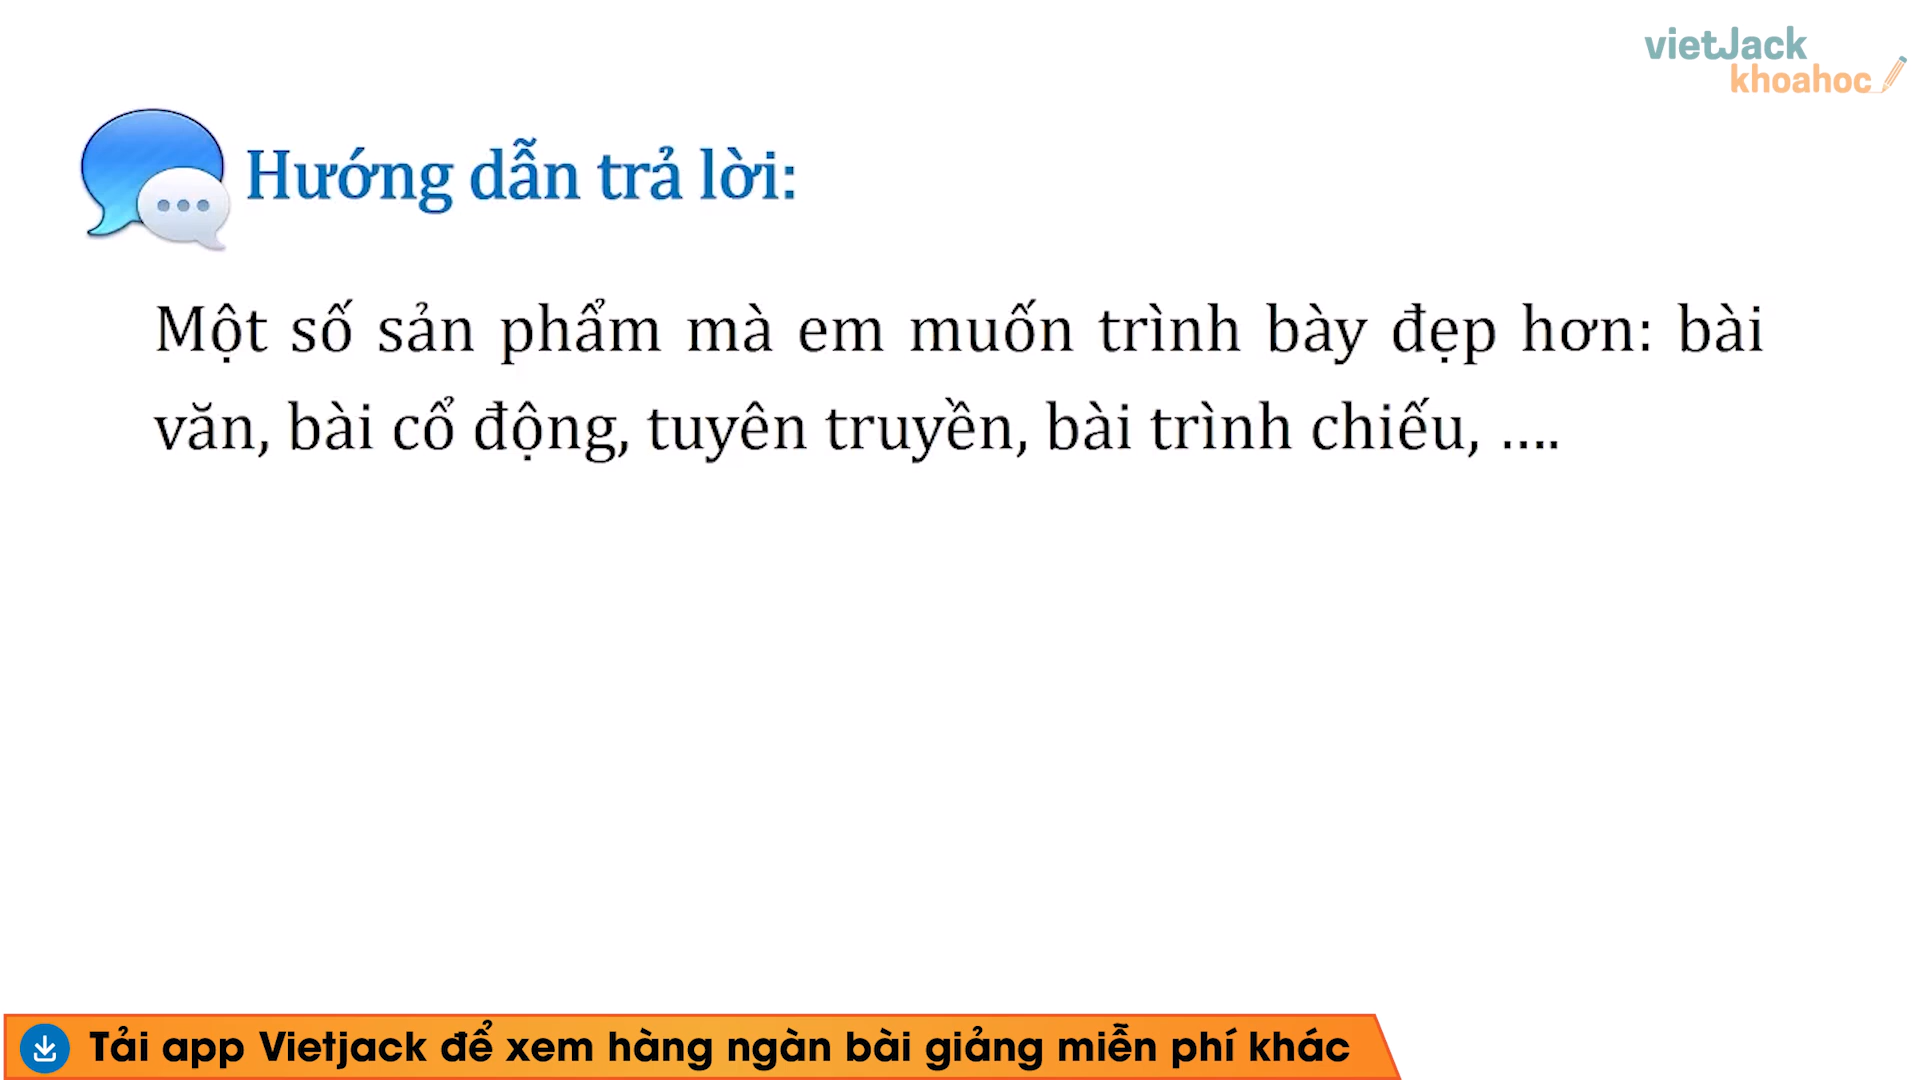 vietJack
khoahoc
Hướng dẫn trả lời:
Một số sản phẩm mà em muốn trình bày đẹp hơn: bài
văn, bài cổ động, tuyên truyền, bài trình chiếu, ....
Tải app Vietjack để xem hàng ngàn bài giảng miễn phí khác